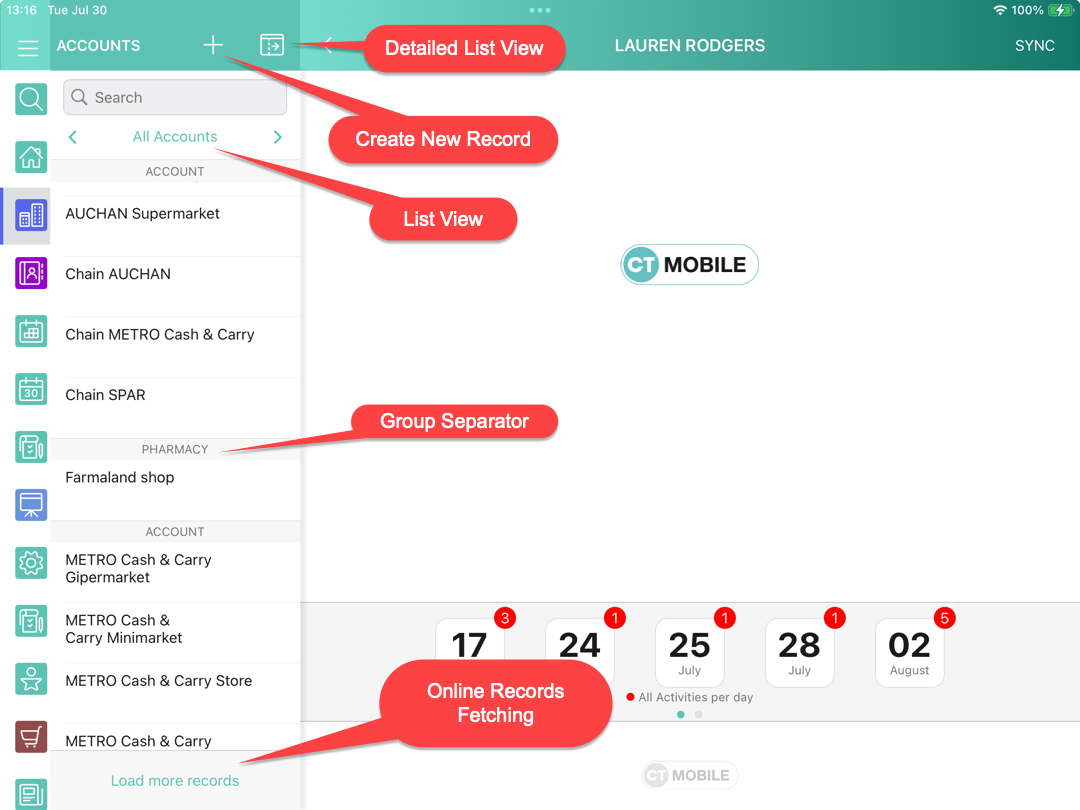 13:16 Tue Jul 30
100%
ACCOUNTS
Detailed List View
LAUREN RODGERS
SYNC
Search
All Accounts
Create New Record
ACCOUNT
AUCHAN Supermarket
List View
Chain AUCHAN
CT MOBILE
Chain METRO Cash & Carry
Chain SPAR
Group Separator
PHARMACY
30
Farmaland shop
ACCOUNT
METRO Cash & Carry
Gipermarket
METRO Cash &
Carry Minimarket
METRO Cash & Carry Store
METRO Cash & Carry
Load more records
3
17
1
24
1
25
July
1
28
July
5
02
August
All Activities per day
Online Records
Fetching
CT MOBILE